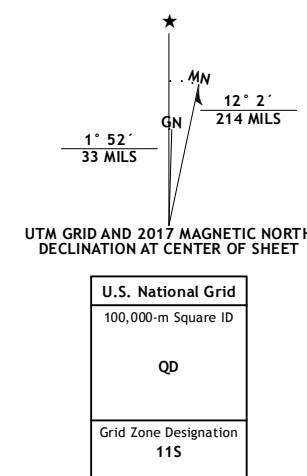 ★
MN
GN
12° 2´
214 MILS
1° 52´
33 MILS
UTM GRID AND 2017 MAGNETIC NORTH
DECLINATION AT CENTER OF SHEET
U.S. National Grid
100,000-m Square ID
QD
Grid Zone Designation
11S